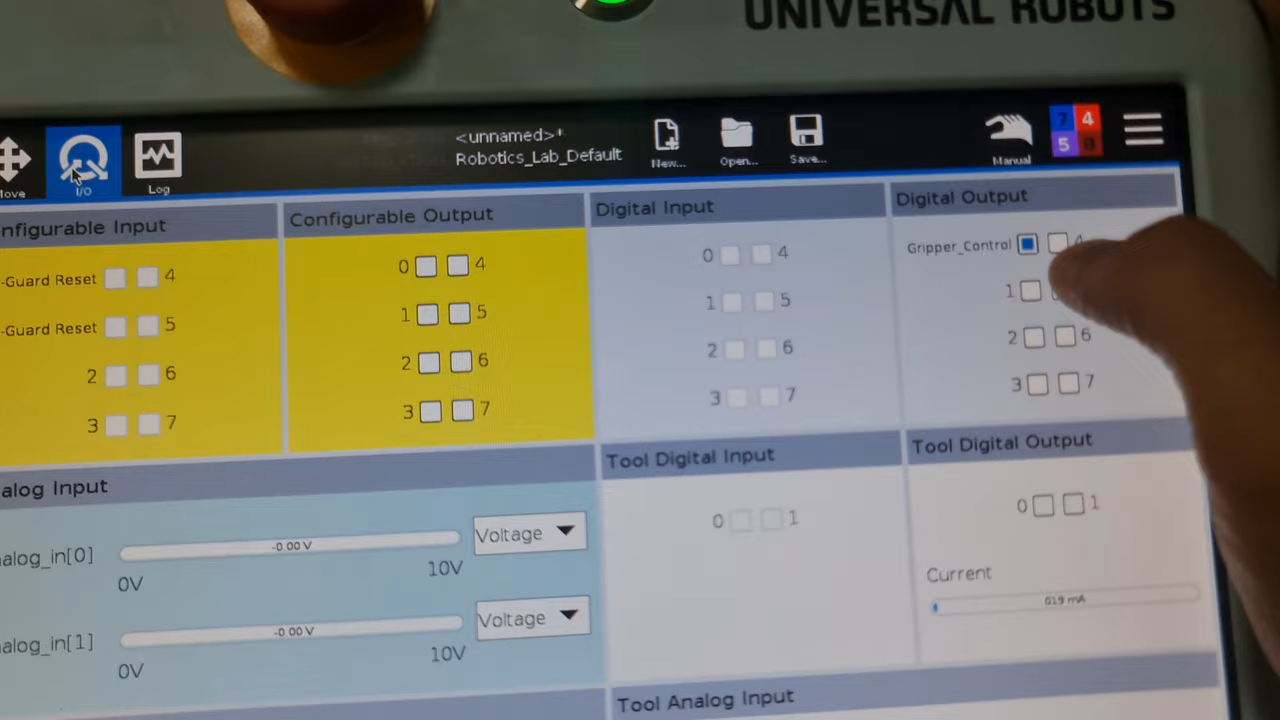 UNIVERSAL ROBOTS
<unnamed>*
Robotics_Lab_Default
New...
Open...
Save...
Manual
7 4
5
I/O
Log
Configurable Output
Digital Input
Digital Output
-Guard Reset 4
-Guard Reset 5
2 6
3 7
0 4
1 5
2 6
3 7
0 4
1 5
2 6
3 7
Gripper_Control 4
1
2 6
3 7
Input
Voltage
-0.00 V
0V
10V
Voltage
-0.00 V
0V
10V
Tool Digital Input
0 1
Tool Digital Output
0 1
Current
Tool Analog Input